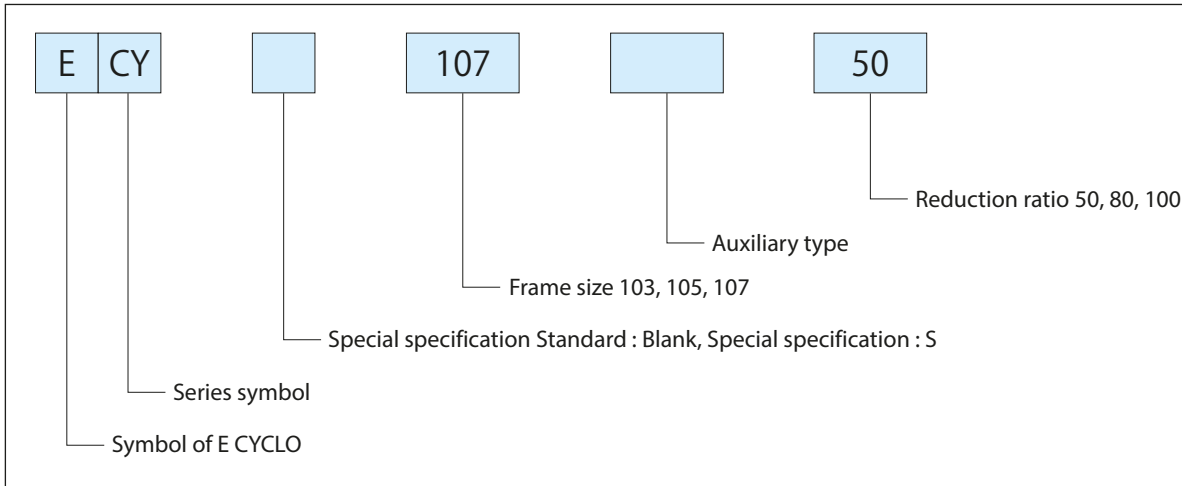 E CY 107 50
Reduction ratio 50, 80, 100
Auxiliary type
Frame size 103, 105, 107
Special specification Standard : Blank, Special specification : S
Series symbol
Symbol of E CYCLO